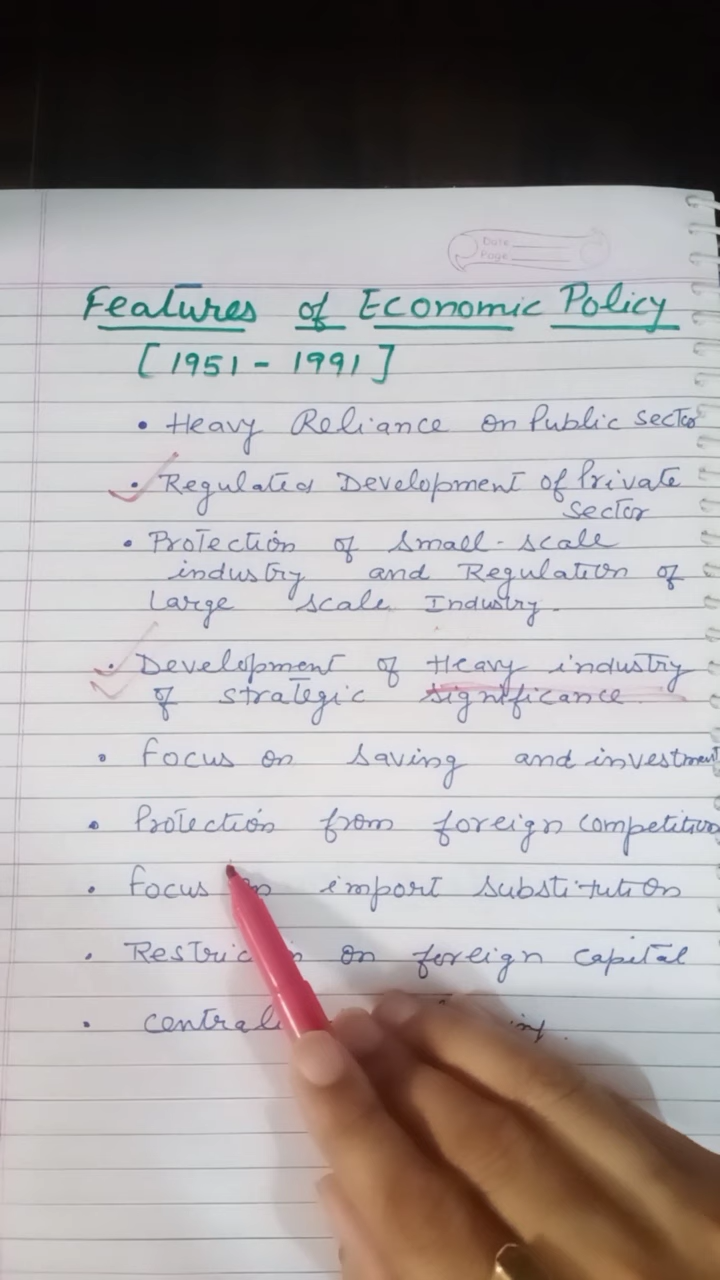 Date
Page
Features of Economic Policy
[1951 - 1991]
• Heavy Reliance on Public Sector
• Regulated Development of Private
Sector
• Protection of Small-scale
industry and Regulation of
Large scale Industry.
• Development of Heavy industry
of strategic significance
• Focus on saving and investment
• Protection from foreign competition
• Focus import substitution
• on foreign capital
•